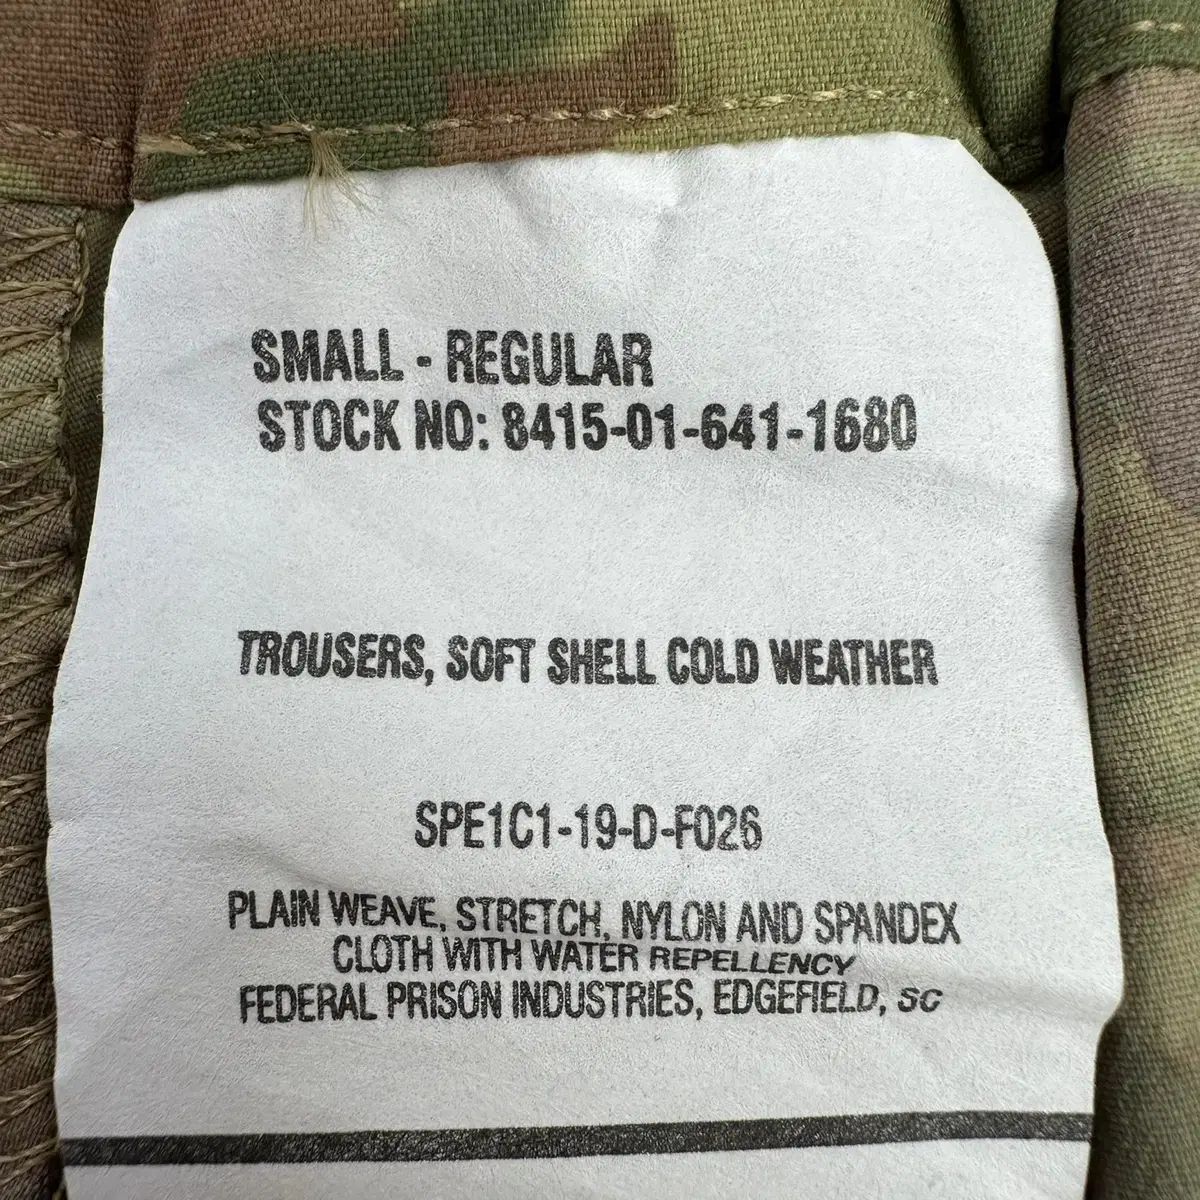 SMALL - REGULAR
STOCK NO: 8415-01-641-1680
TROUSERS, SOFT SHELL COLD WEATHER
SPE1C1-19-D-F026
PLAIN WEAVE, STRETCH, NYLON AND SPANDEX
CLOTH WITH WATER REPELLENCY
FEDERAL PRISON INDUSTRIES, EDGEFIELD, SC